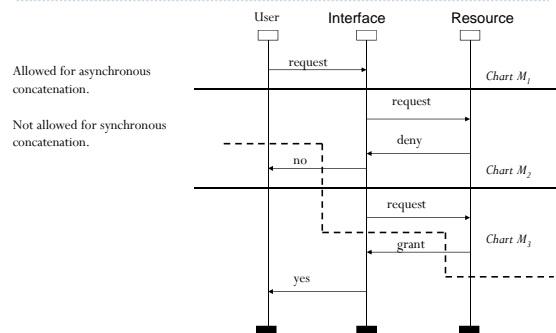 User Interface Resource
request
Allowed for asynchronous
concatenation.
Chart M1
request
Not allowed for synchronous
concatenation.
deny
no
Chart M2
request
Chart M3
grant
yes